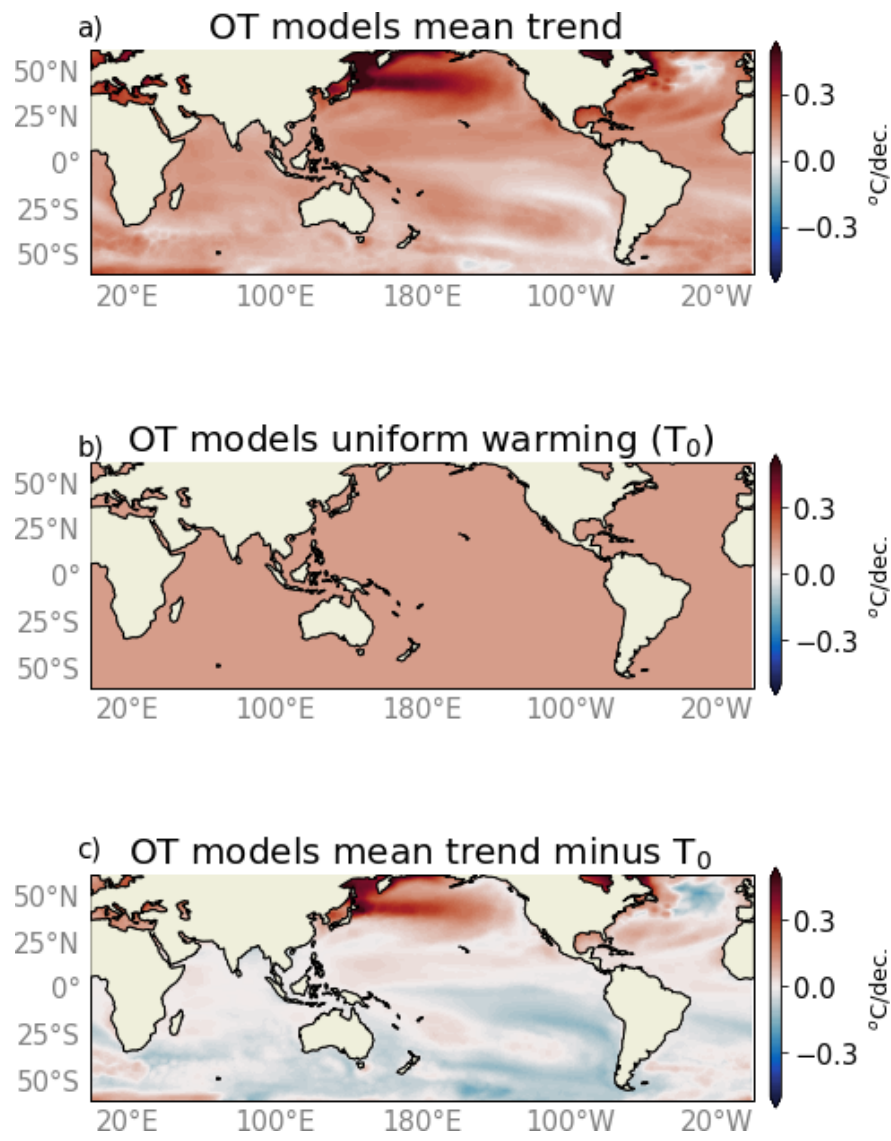 a) OT models mean trend
50°N
25°N
0°
25°S
50°S
20°E 100°E 180°E 100°W 20°W
0.3
0.0
−0.3
°C/dec.
b) OT models uniform warming (T₀)
50°N
25°N
0°
25°S
50°S
20°E 100°E 180°E 100°W 20°W
0.3
0.0
−0.3
°C/dec.
c) OT models mean trend minus T₀
50°N
25°N
0°
25°S
50°S
20°E 100°E 180°E 100°W 20°W
0.3
0.0
−0.3
°C/dec.